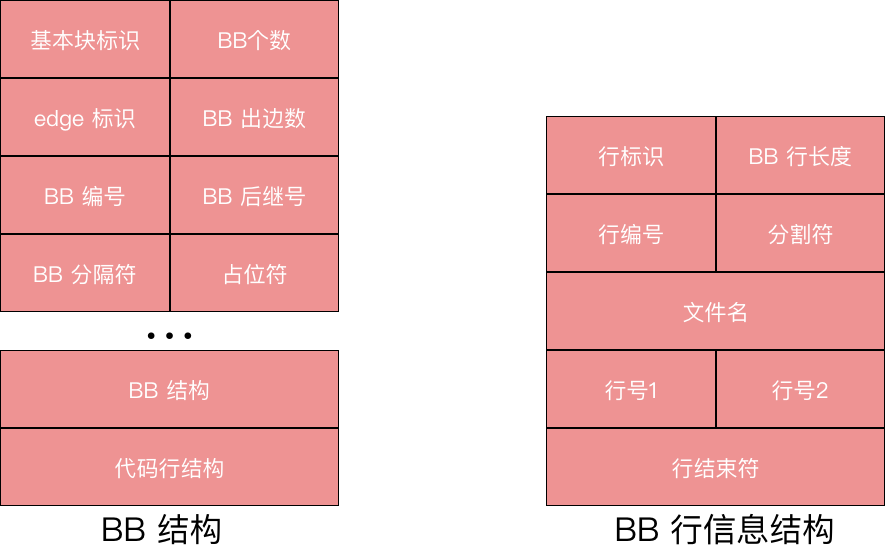 基本块标识 BB个数
edge 标识 BB 出边数
BB 编号 BB 后继号
BB 分隔符 占位符
...
BB 结构
代码行结构
BB 结构
行标识 BB 行长度
行编号 分割符
文件名
行号1 行号2
行结束符
BB 行信息结构